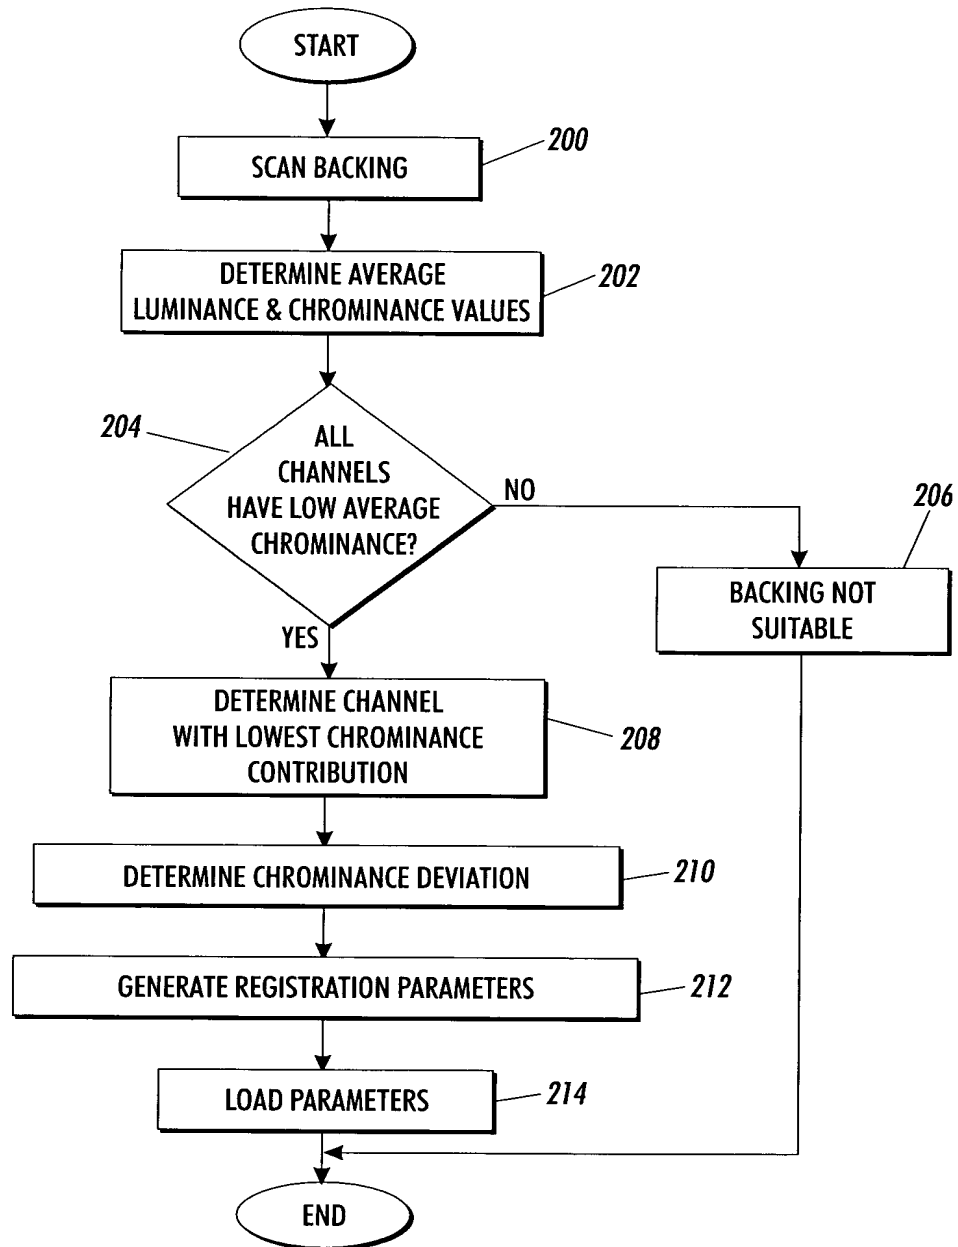 START
200
SCAN BACKING
DETERMINE AVERAGE
LUMINANCE & CHROMINANCE VALUES
202
204
ALL
CHANNELS
HAVE LOW AVERAGE
CHROMINANCE?
NO
206
BACKING NOT
SUITABLE
YES
DETERMINE CHANNEL
WITH LOWEST CHROMINANCE
CONTRIBUTION
208
DETERMINE CHROMINANCE DEVIATION
210
GENERATE REGISTRATION PARAMETERS
212
LOAD PARAMETERS
214
END